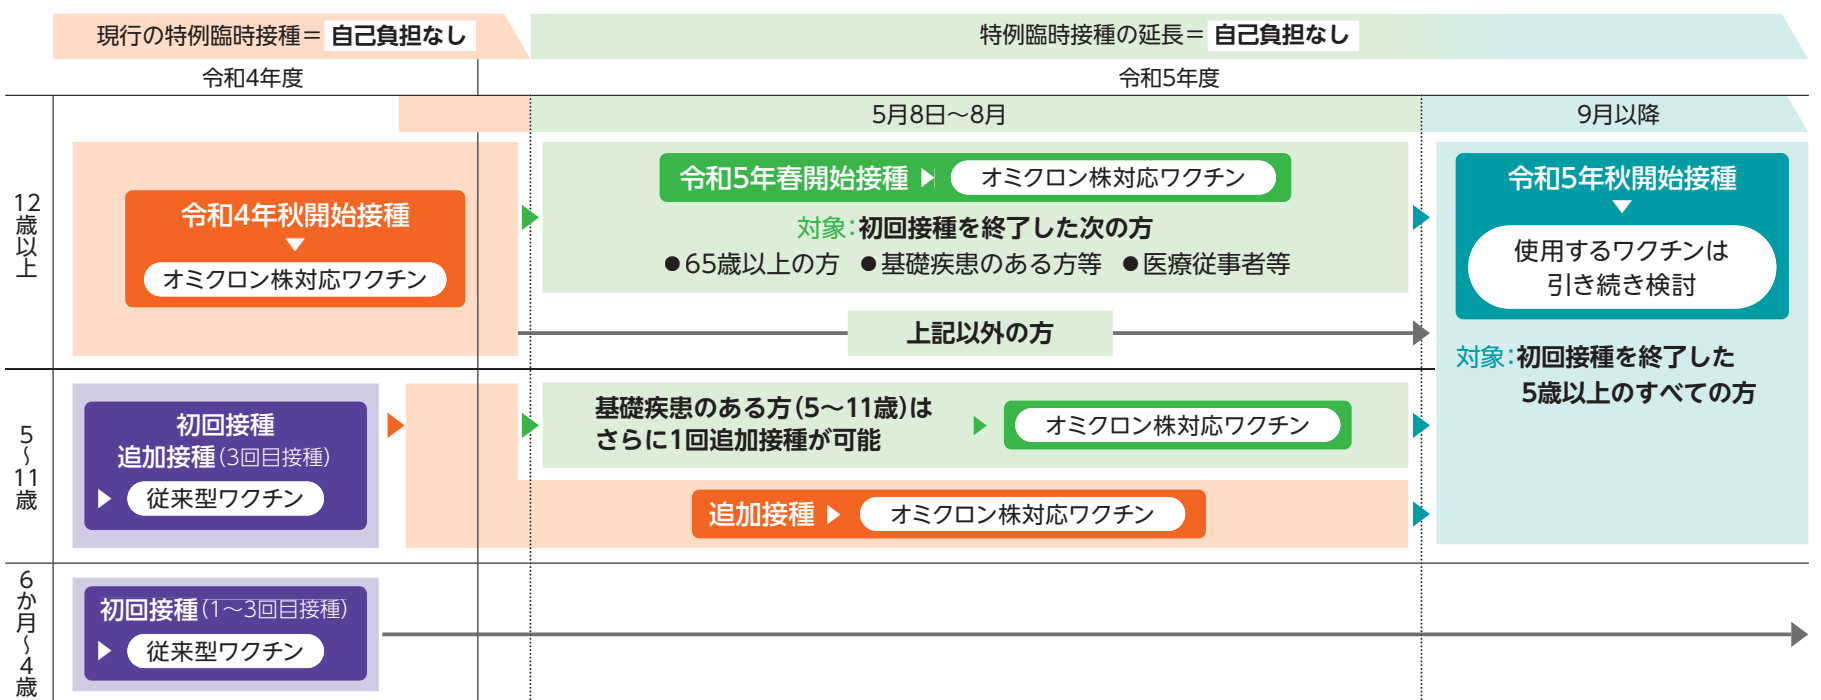 現行の特例臨時接種＝ 自己負担なし
特例臨時接種の延長＝ 自己負担なし
令和4年度
令和5年度
5月8日～8月
9月以降
12歳以上
令和4年秋開始接種
オミクロン株対応ワクチン
令和5年春開始接種
オミクロン株対応ワクチン
対象：初回接種を終了した次の方
●65歳以上の方 ●基礎疾患のある方等 ●医療従事者等
上記以外の方
令和5年秋開始接種
使用するワクチンは
引き続き検討
対象：初回接種を終了した
5歳以上のすべての方
5～11歳
初回接種
追加接種（3回目接種）
従来型ワクチン
基礎疾患のある方（5～11歳）は
さらに1回追加接種が可能
オミクロン株対応ワクチン
追加接種
オミクロン株対応ワクチン
6か月～4歳
初回接種（1～3回目接種）
従来型ワクチン